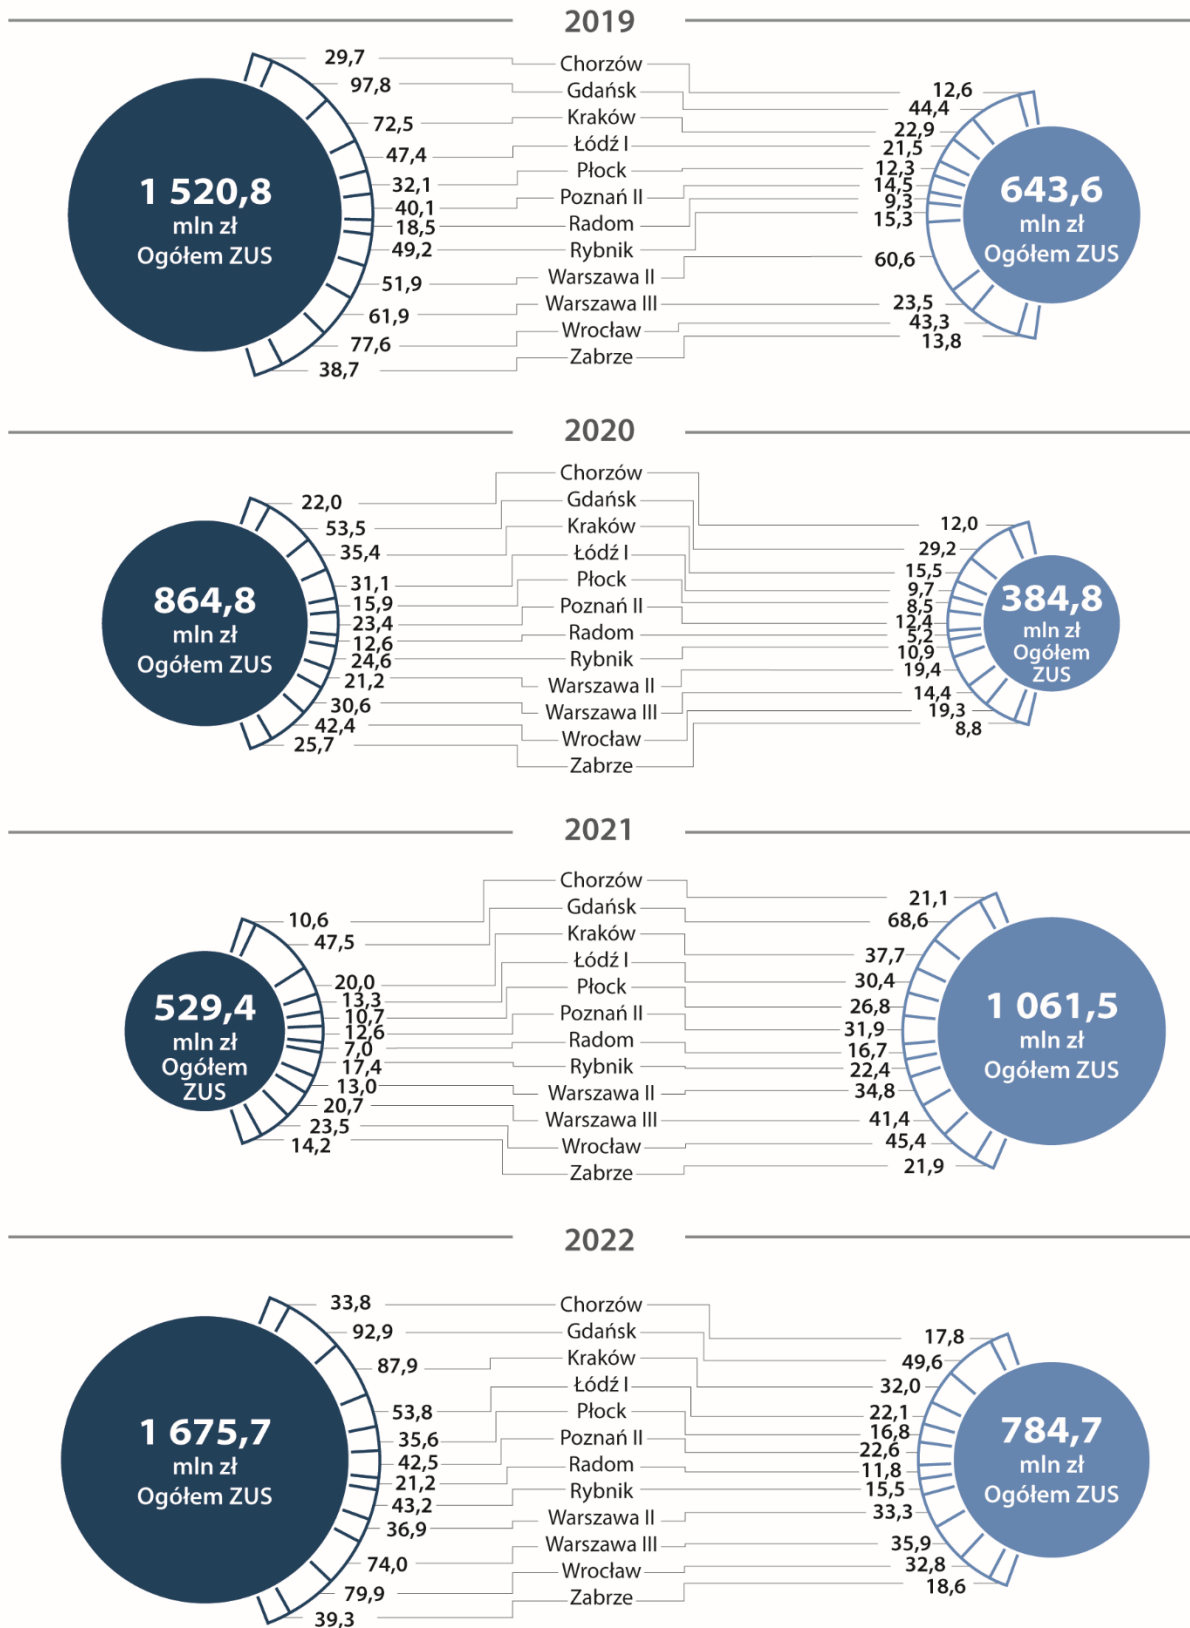 2019
29,7 Chorzów 12,6
97,8 Gdańsk 44,4
72,5 Kraków 22,9
47,4 Łódź I 21,5
32,1 Płock 12,3
40,1 Poznań II 14,5
18,5 Radom 9,3
49,2 Rybnik 15,3
51,9 Warszawa II 60,6
61,9 Warszawa III 23,5
77,6 Wrocław 43,3
38,7 Zabrze 13,8
1 520,8
mln zł
Ogółem ZUS
643,6
mln zł
Ogółem ZUS
2020
22,0 Chorzów 12,0
53,5 Gdańsk 29,2
35,4 Kraków 15,5
31,1 Łódź I 9,7
15,9 Płock 8,5
23,4 Poznań II 12,4
12,6 Radom 5,2
24,6 Rybnik 10,9
21,2 Warszawa II 19,4
30,6 Warszawa III 14,4
42,4 Wrocław 19,3
25,7 Zabrze 8,8
864,8
mln zł
Ogółem ZUS
384,8
mln zł
Ogółem
ZUS
2021
10,6 Chorzów 21,1
47,5 Gdańsk 68,6
20,0 Kraków 37,7
13,3 Łódź I 30,4
10,7 Płock 26,8
12,6 Poznań II 31,9
7,0 Radom 16,7
17,4 Rybnik 22,4
13,0 Warszawa II 34,8
20,7 Warszawa III 41,4
23,5 Wrocław 45,4
14,2 Zabrze 21,9
529,4
mln zł
Ogółem
ZUS
1 061,5
mln zł
Ogółem ZUS
2022
33,8 Chorzów 17,8
92,9 Gdańsk 49,6
87,9 Kraków 32,0
53,8 Łódź I 22,1
35,6 Płock 16,8
42,5 Poznań II 22,6
21,2 Radom 11,8
43,2 Rybnik 15,5
36,9 Warszawa II 33,3
74,0 Warszawa III 35,9
79,9 Wrocław 32,8
39,3 Zabrze 18,6
1 675,7
mln zł
Ogółem ZUS
784,7
mln zł
Ogółem ZUS